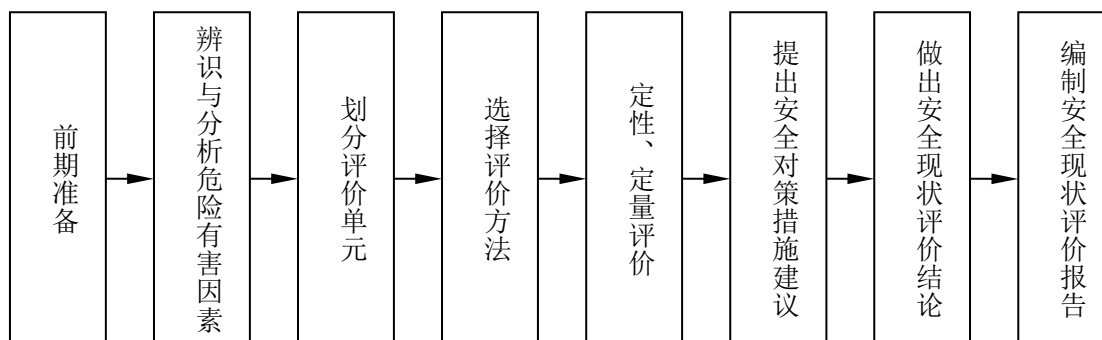 前期准备
辨识与分析危险有害因素
划分评价单元
选择评价方法
定性、定量评价
提出安全对策措施建议
做出安全现状评价结论
编制安全现状评价报告